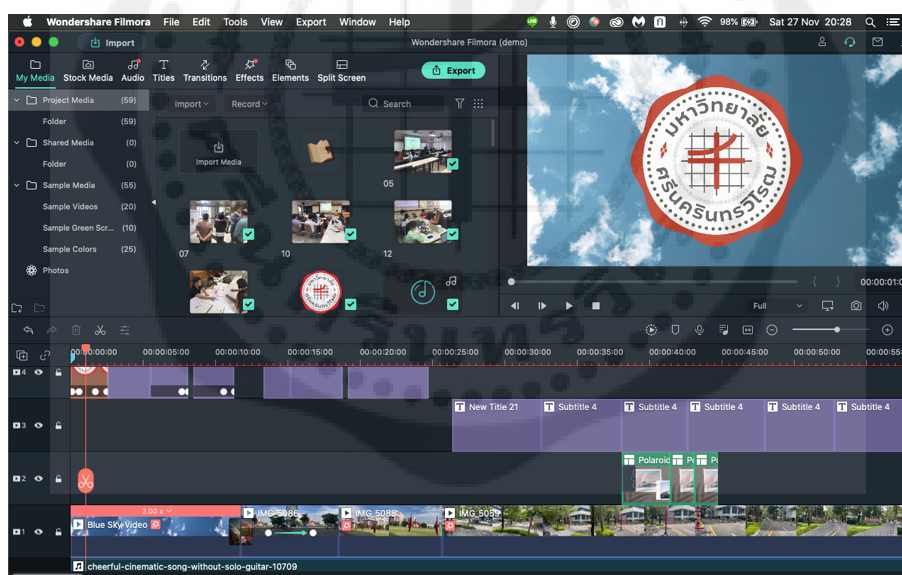 Wondershare Filmora File Edit Tools View Export Window Help 98% Sat 27 Nov 20:28
Import Wondershare Filmora (demo)
My Media Stock Media Audio Titles Transitions Effects Elements Split Screen Export
Project Media (59) Import Record Search
Folder (59)
Shared Media (0)
Folder (0)
Import Media
05
Sample Media (55)
Sample Videos (20)
Sample Green Scr... (10)
Sample Colors (25)
07 10 12
Photos
มหาวิทยาลัย
ศรีนครินทรวิโรฒ
00:00:01:0
Full
00:00:00:00 00:00:05:00 00:00:10:00 00:00:15:00 00:00:20:00 00:00:25:00 00:00:30:00 00:00:35:00 00:00:40:00 00:00:45:00 00:00:50:00 00:00:55:
4
3 New Title 21 Subtitle 4 Subtitle 4 Subtitle 4 Subtitle 4 Subtitle 4
2 Polaroid P P
2.00 x
1 Blue Sky Video IMG_5086 IMG_5088 IMG_5059
cheerful-cinematic-song-without-solo-guitar-10709